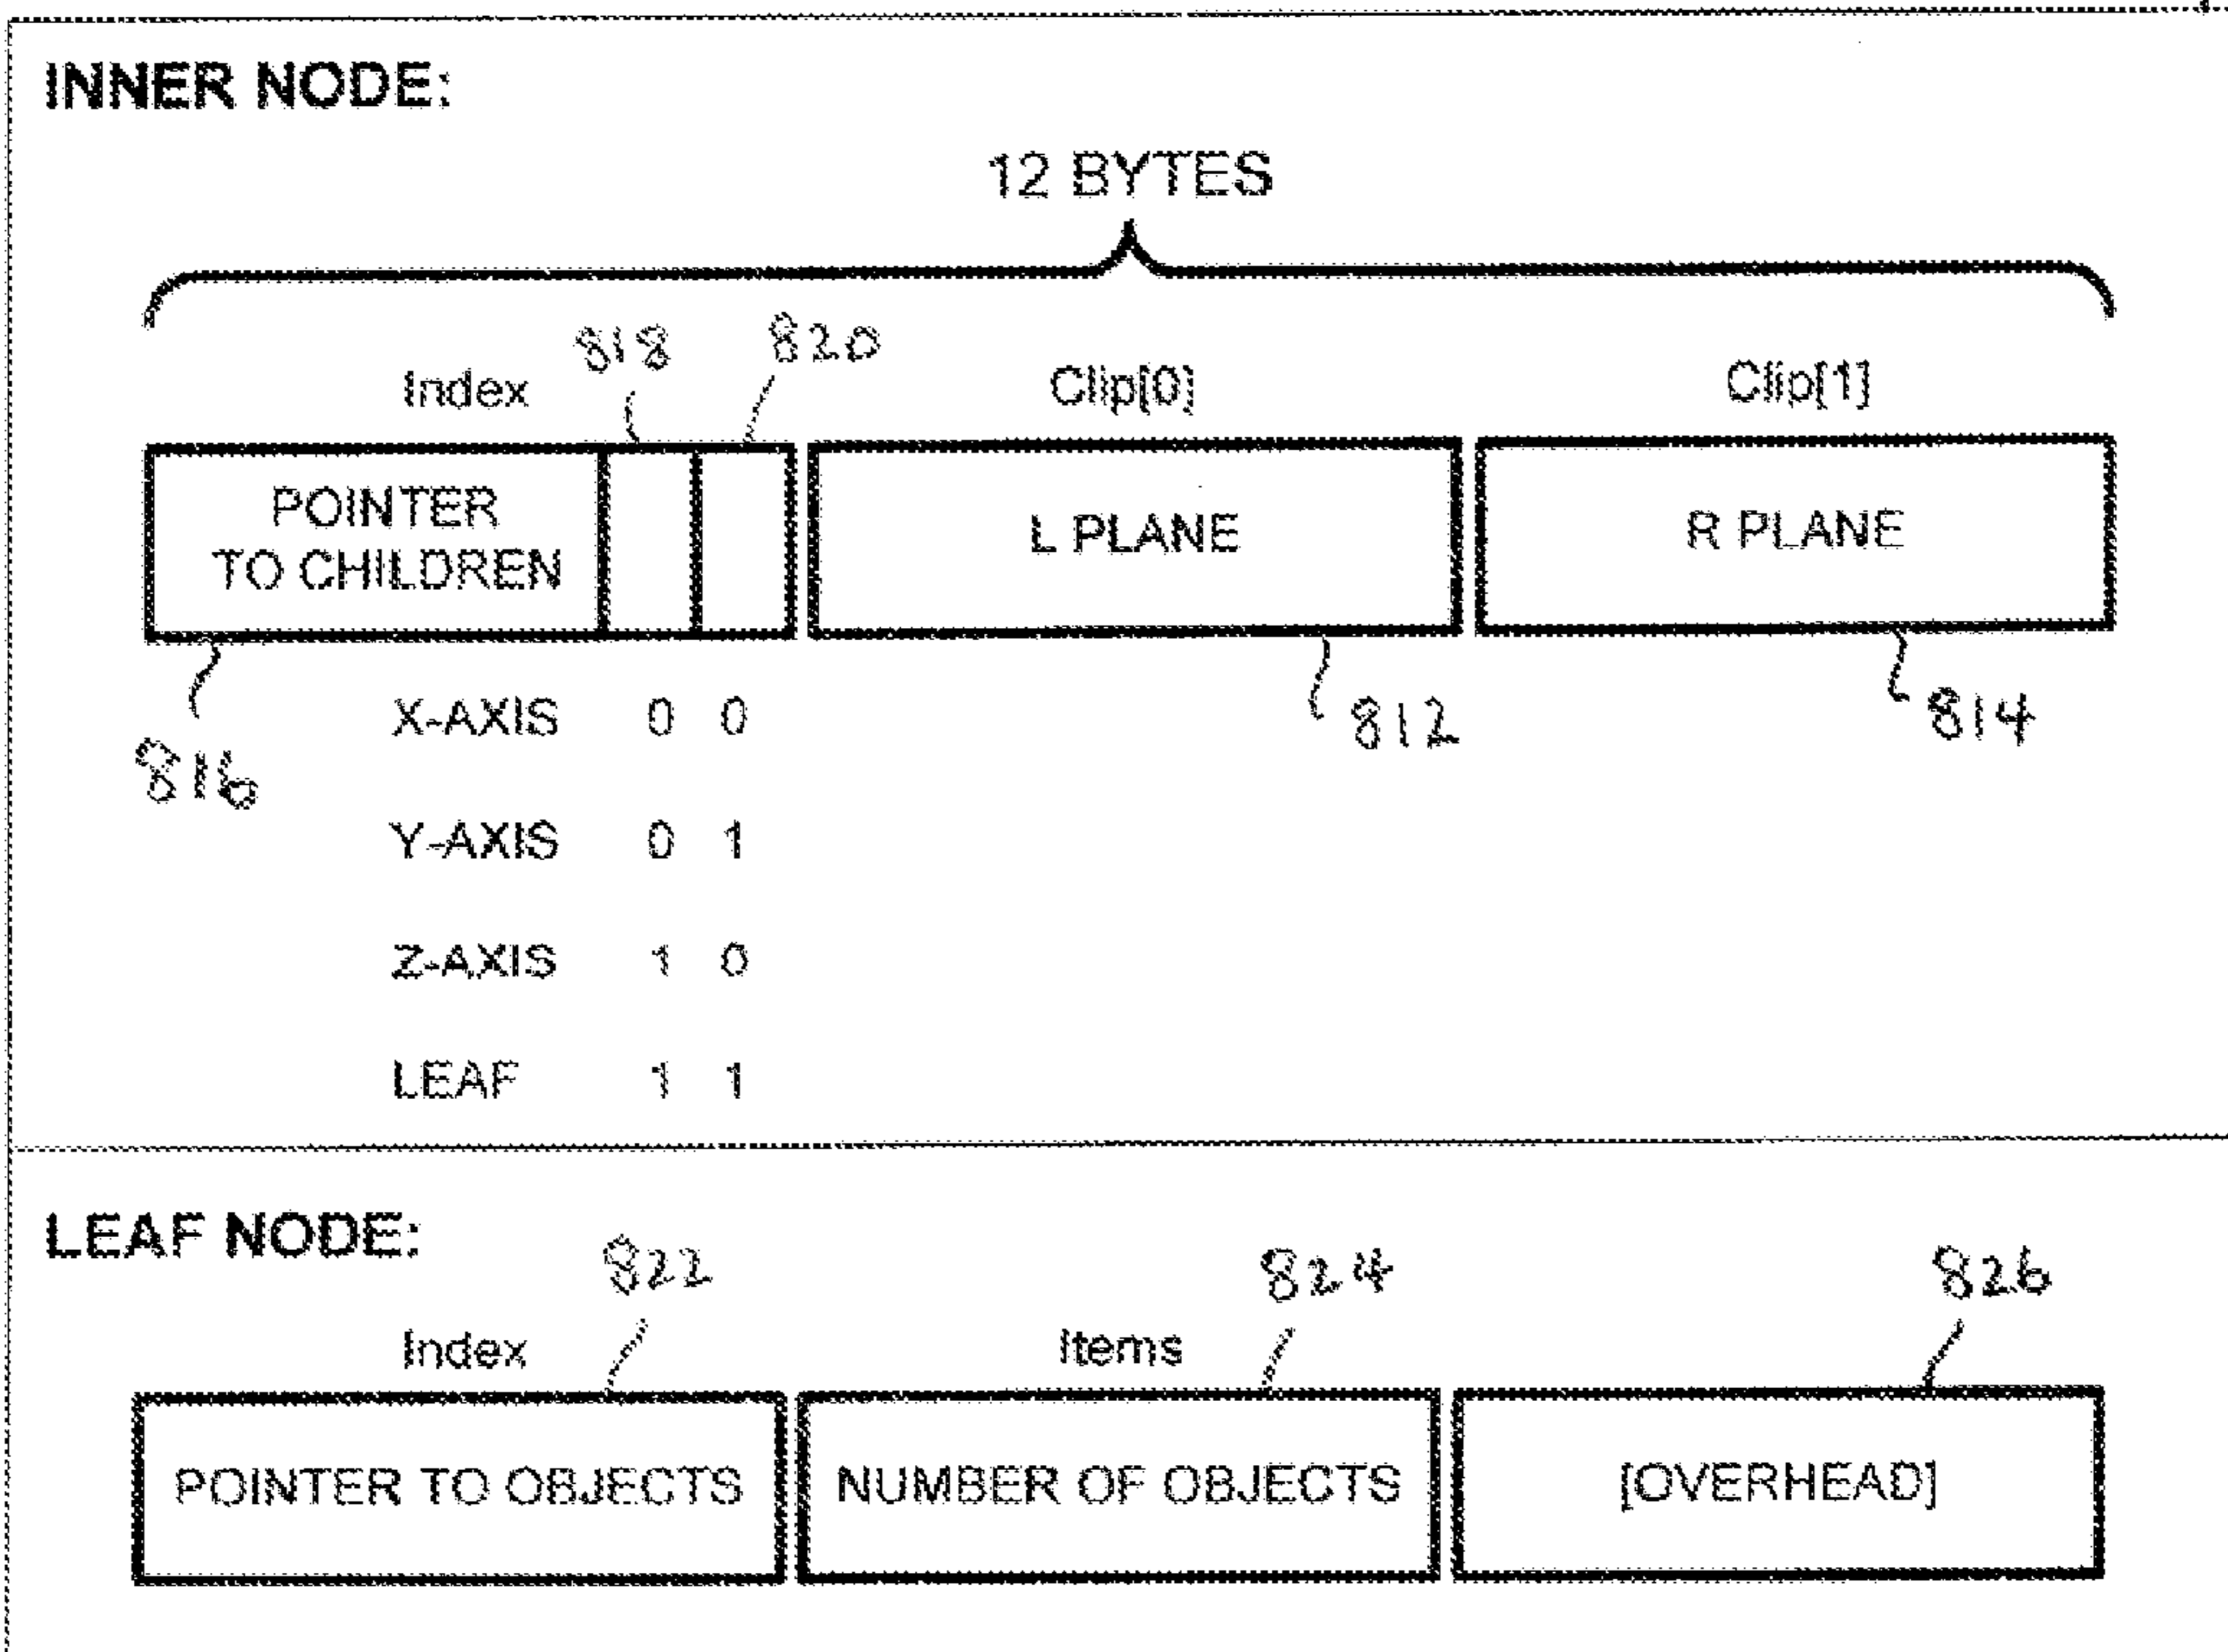 INNER NODE:
12 BYTES
Index 818 820 Clip[0] Clip[1]
POINTER TO CHILDREN L PLANE R PLANE
816 812 814
X-AXIS 0 0
Y-AXIS 0 1
Z-AXIS 1 0
LEAF 1 1
LEAF NODE:
822 824 826
Index Items
POINTER TO OBJECTS NUMBER OF OBJECTS [OVERHEAD]